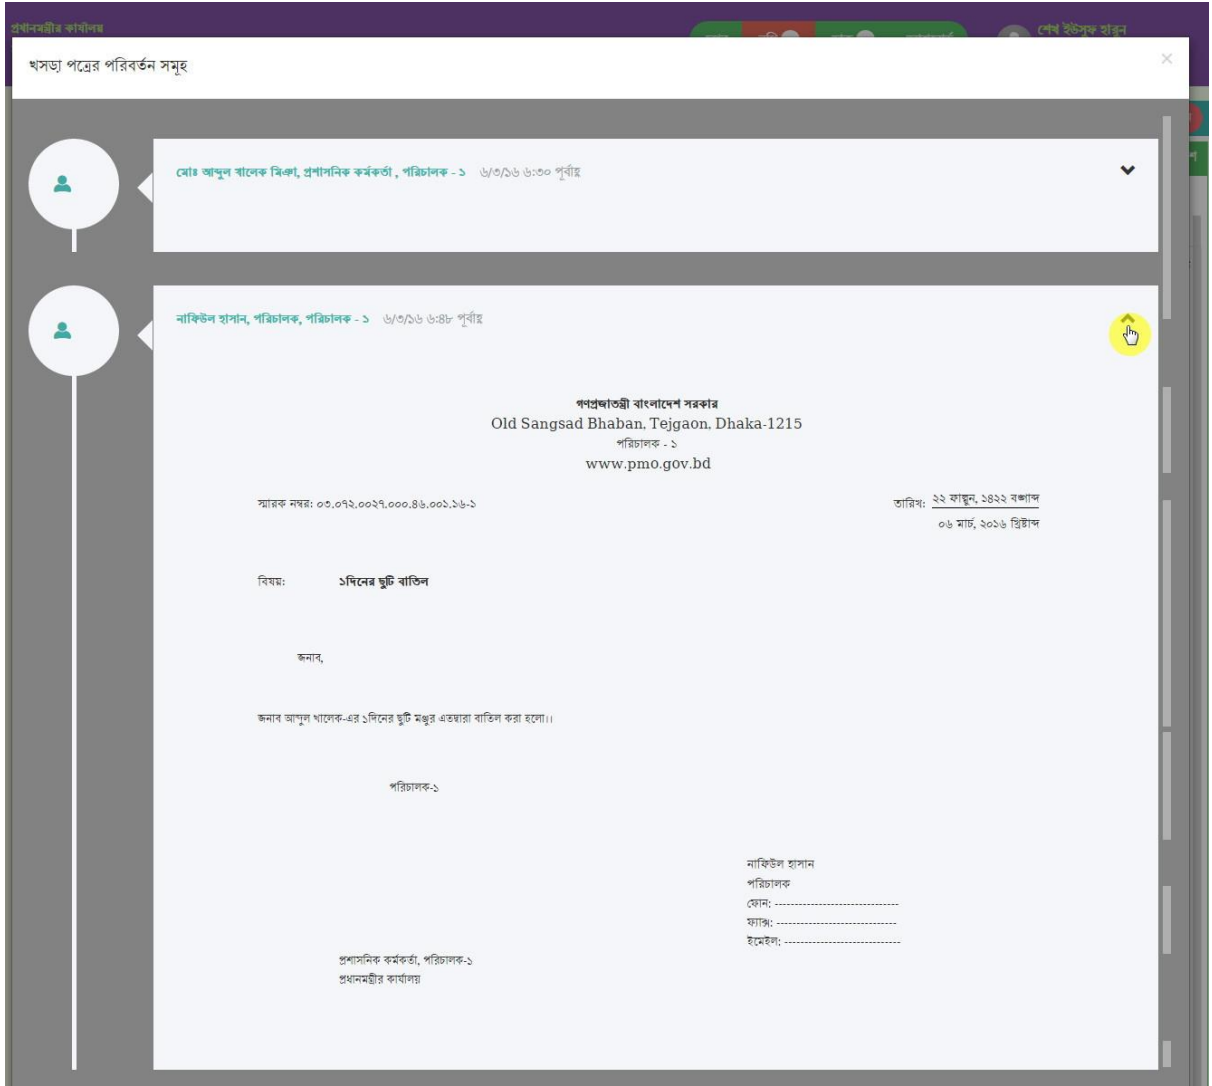 প্রধানমন্ত্রীর কার্যালয়
শেখ ইউসুফ হারুন
খসড়া পত্রের পরিবর্তন সমূহ
×
মোঃ আব্দুল খালেক মিঞা, প্রশাসনিক কর্মকর্তা , পরিচালক - ১ ৬/৩/১৬ ৬:৩০ পূর্বাহ্ণ
নাফিউল হাসান, পরিচালক, পরিচালক - ১ ৬/৩/১৬ ৬:৪৮ পূর্বাহ্ণ
গণপ্রজাতন্ত্রী বাংলাদেশ সরকার
Old Sangsad Bhaban, Tejgaon, Dhaka-1215
পরিচালক - ১
www.pmo.gov.bd
স্মারক নম্বর: ০৩.০৭২.০০২৭.০০০.৪৬.০০১.১৬-১
তারিখ: ২২ ফাল্গুন, ১৪২২ বঙ্গাব্দ
০৬ মার্চ, ২০১৬ খ্রিষ্টাব্দ
বিষয়: ১দিনের ছুটি বাতিল
জনাব,
জনাব আব্দুল খালেক-এর ১দিনের ছুটি মঞ্জুর এতদ্বারা বাতিল করা হলো।।
পরিচালক-১
নাফিউল হাসান
পরিচালক
ফোন: -------------------------------
ফ্যাক্স: ------------------------------
ইমেইল: -----------------------------
প্রশাসনিক কর্মকর্তা, পরিচালক-১
প্রধানমন্ত্রীর কার্যালয়